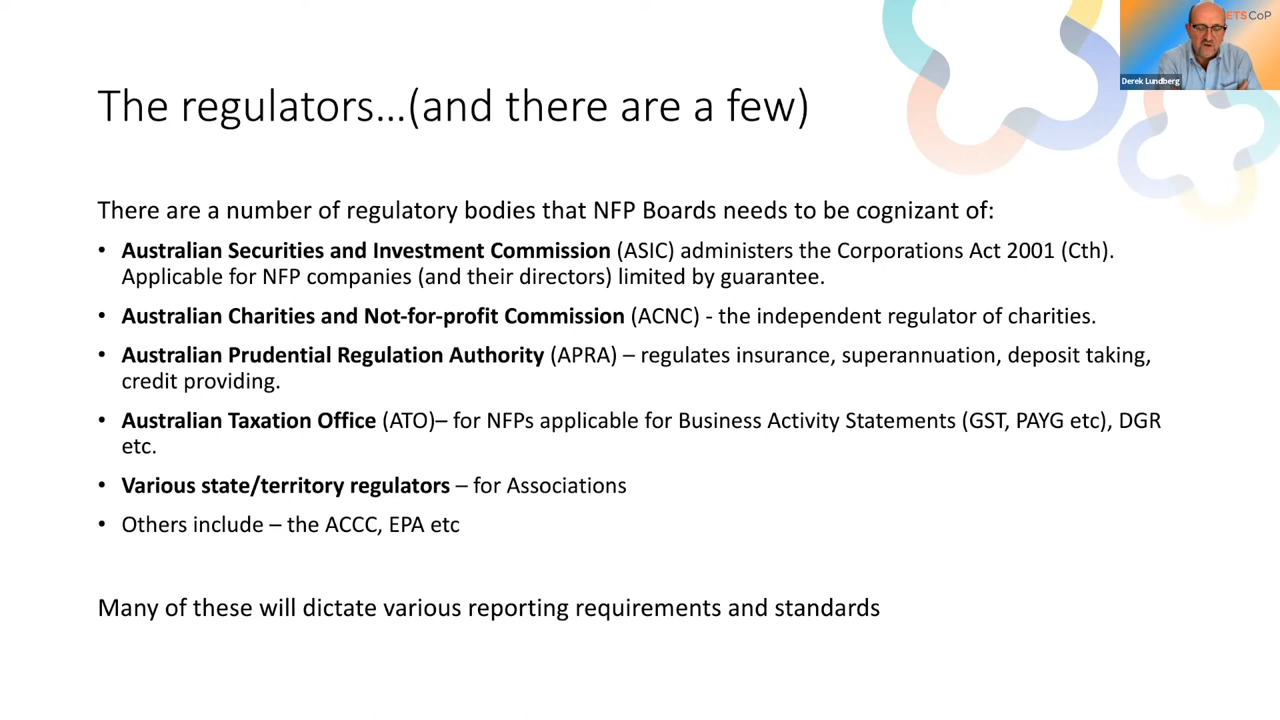 ETSCoP
Derek Lundberg
The regulators...(and there are a few)
There are a number of regulatory bodies that NFP Boards needs to be cognizant of:
• Australian Securities and Investment Commission (ASIC) administers the Corporations Act 2001 (Cth).
Applicable for NFP companies (and their directors) limited by guarantee.
• Australian Charities and Not-for-profit Commission (ACNC) - the independent regulator of charities.
• Australian Prudential Regulation Authority (APRA) – regulates insurance, superannuation, deposit taking,
credit providing.
• Australian Taxation Office (ATO)– for NFPs applicable for Business Activity Statements (GST, PAYG etc), DGR
etc.
• Various state/territory regulators – for Associations
• Others include – the ACCC, EPA etc
Many of these will dictate various reporting requirements and standards